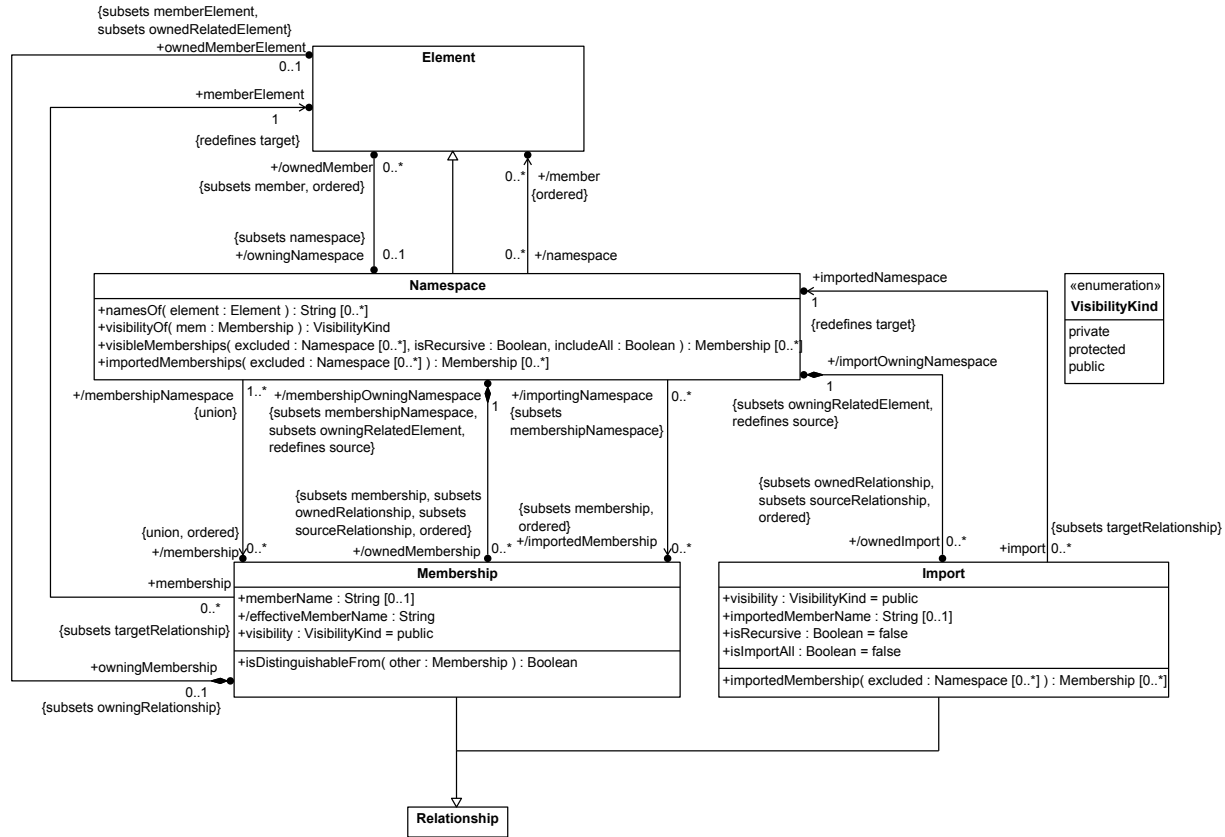 {subsets memberElement,
subsets ownedRelatedElement}
+ownedMemberElement
0..1
Element
+memberElement
1
{redefines target}
+/ownedMember
0..*
{subsets member, ordered}
0..*
+/member
{ordered}
{subsets namespace}
+/owningNamespace
0..1
0..*
+/namespace
Namespace
+namesOf( element : Element ) : String [0..*]
+visibilityOf( mem : Membership ) : VisibilityKind
+visibleMemberships( excluded : Namespace [0..*], isRecursive : Boolean, includeAll : Boolean ) : Membership [0..*]
+importedMemberships( excluded : Namespace [0..*] ) : Membership [0..*]
+importedNamespace
1
{redefines target}
«enumeration»
VisibilityKind
private
protected
public
+/importOwningNamespace
1
{subsets owningRelatedElement,
redefines source}
+/membershipNamespace
1..*
{union}
+/membershipOwningNamespace
1
{subsets membershipNamespace,
subsets owningRelatedElement,
redefines source}
+/importingNamespace
0..*
{subsets
membershipNamespace}
{union, ordered}
+/membership
0..*
{subsets membership, subsets
ownedRelationship, subsets
sourceRelationship, ordered}
+/ownedMembership
0..*
{subsets membership,
ordered}
+/importedMembership
0..*
{subsets ownedRelationship,
subsets sourceRelationship,
ordered}
+/ownedImport
0..*
{subsets targetRelationship}
+import
0..*
Membership
+memberName : String [0..1]
+/effectiveMemberName : String
+visibility : VisibilityKind = public
+isDistinguishableFrom( other : Membership ) : Boolean
+membership
0..*
{subsets targetRelationship}
+owningMembership
0..1
{subsets owningRelationship}
Import
+visibility : VisibilityKind = public
+importedMemberName : String [0..1]
+isRecursive : Boolean = false
+isImportAll : Boolean = false
+importedMembership( excluded : Namespace [0..*] ) : Membership [0..*]
Relationship